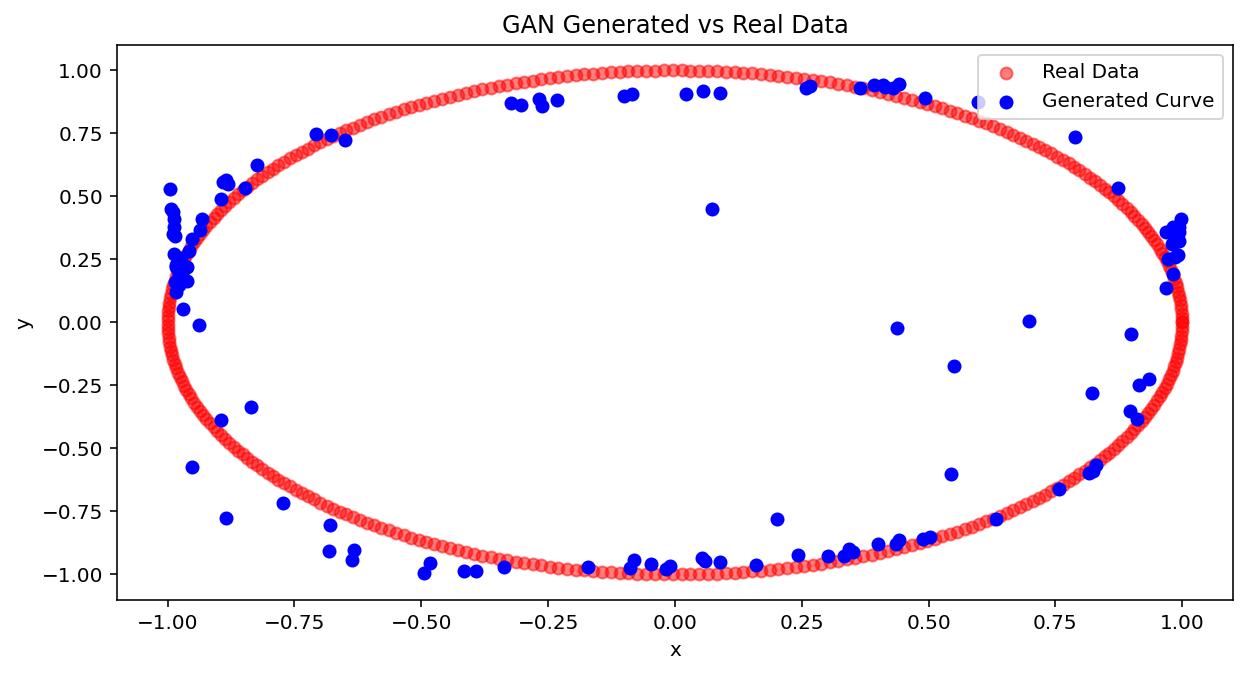 GAN Generated vs Real Data
Real Data
Generated Curve
1.00
0.75
0.50
0.25
0.00
−0.25
−0.50
−0.75
−1.00
y
−1.00 −0.75 −0.50 −0.25 0.00 0.25 0.50 0.75 1.00
x